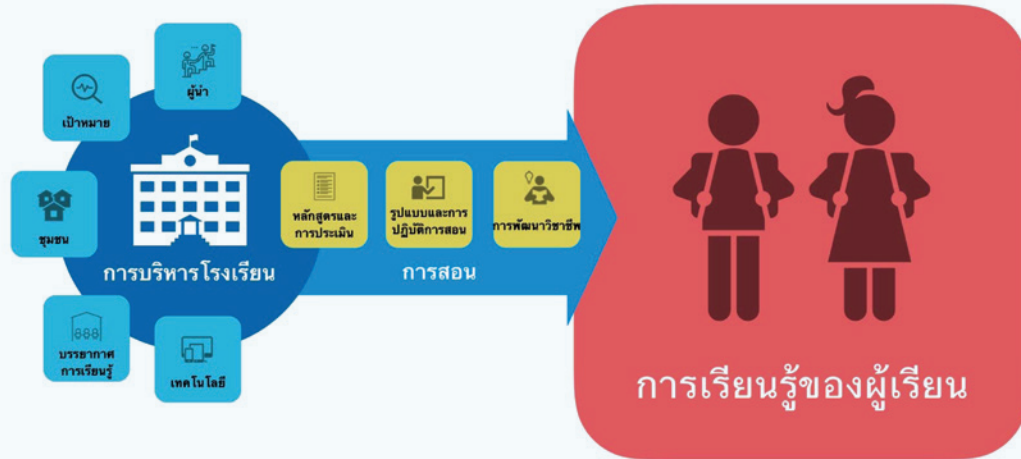 ผู้นำ
เป้าหมาย
ชุมชน
การบริหารโรงเรียน
บรรยากาศ
การเรียนรู้
เทคโนโลยี
หลักสูตรและ
การประเมิน
รูปแบบและการ
ปฏิบัติการสอน
การพัฒนาวิชาชีพ
การสอน
การเรียนรู้ของผู้เรียน